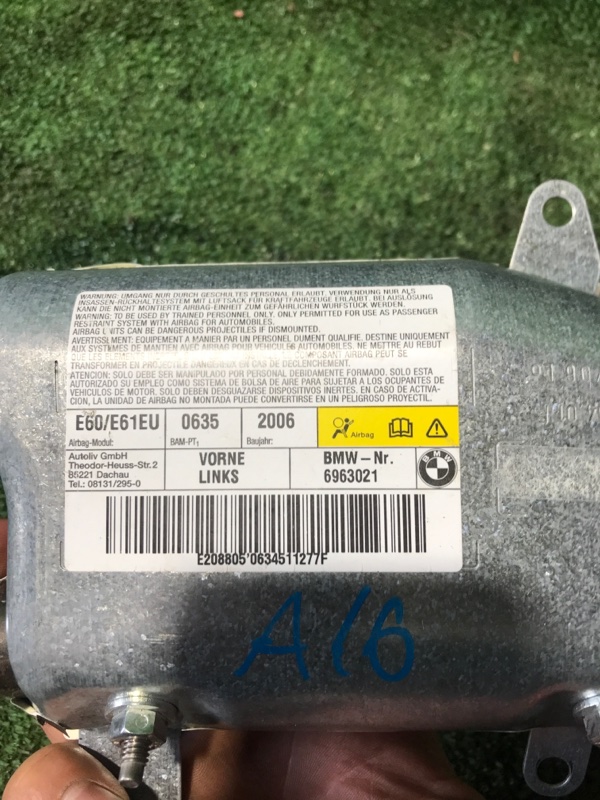 WARNUNG: UMGANG NUR DURCH GESCHULTES PERSONAL ERLAUBT. VERWENDUNG NUR ALS
INSASSEN-RÜCKHALTESYSTEM MIT LUFTSACK FÜR KRAFTFAHRZEUGE ERLAUBT. BEI AUSLÖSUNG
KANN DIE NICHT MONTIERTE AIRBAG-EINHEIT ZUM GEFÄHRLICHEN WURFSTÜCK WERDEN.
WARNING: TO BE USED BY TRAINED PERSONNEL ONLY. ONLY PERMITTED FOR USE AS PASSENGER
RESTRAINT SYSTEM WITH AIRBAG FOR AUTOMOBILES.
AIRBAG UNITS CAN BE DANGEROUS PROJECTILES IF DISMOUNTED.
AVERTISSEMENT: EQUIPEMENT A MANIER PAR UN PERSONEL DUMENT QUALIFIE. DESTINE UNIQUEMENT
AUX SYSTEMES DE MANTIEN AVEC AIRBAG POUR VEHICULES AUTOMOBILES. NE METTRE AU REBUT
COMPOSANT AIRBAG PEUT SE
TRANSFORMER EN PROJECTILE DANGEREUX EN CAS DE DECLENCHEMENT.
ATENCION: SOLO DEBE SER MANIPULADO POR PERSONAL DEBIDAMENTE FORMADO. SOLO ESTA
AUTORIZADO SU EMPLEO COMO SISTEMA DE BOLSA DE AIRE PARA SUJETAR A LOS OCUPANTES DE
VEHICULOS DE MOTOR. SOLO DEBEN DESGUAZARSE DISPOSITIVOS INERTES. EN CASO DE ACTIVA-
CION, LA UNIDAD DE AIRBAG NO MONTADA PUEDE CONVERTIRSE EN UN PELIGROSO PROYECTIL.
E60/E61EU 0635 2006
Airbag-Modul: BAM-PT1 Baujahr: Airbag
Autoliv GmbH
Theodor-Heuss-Str.2
85221 Dachau
Tel.: 08131/295-0
VORNE
LINKS
BMW-Nr.
6963021
BMW
E208805'0634511277F
A16